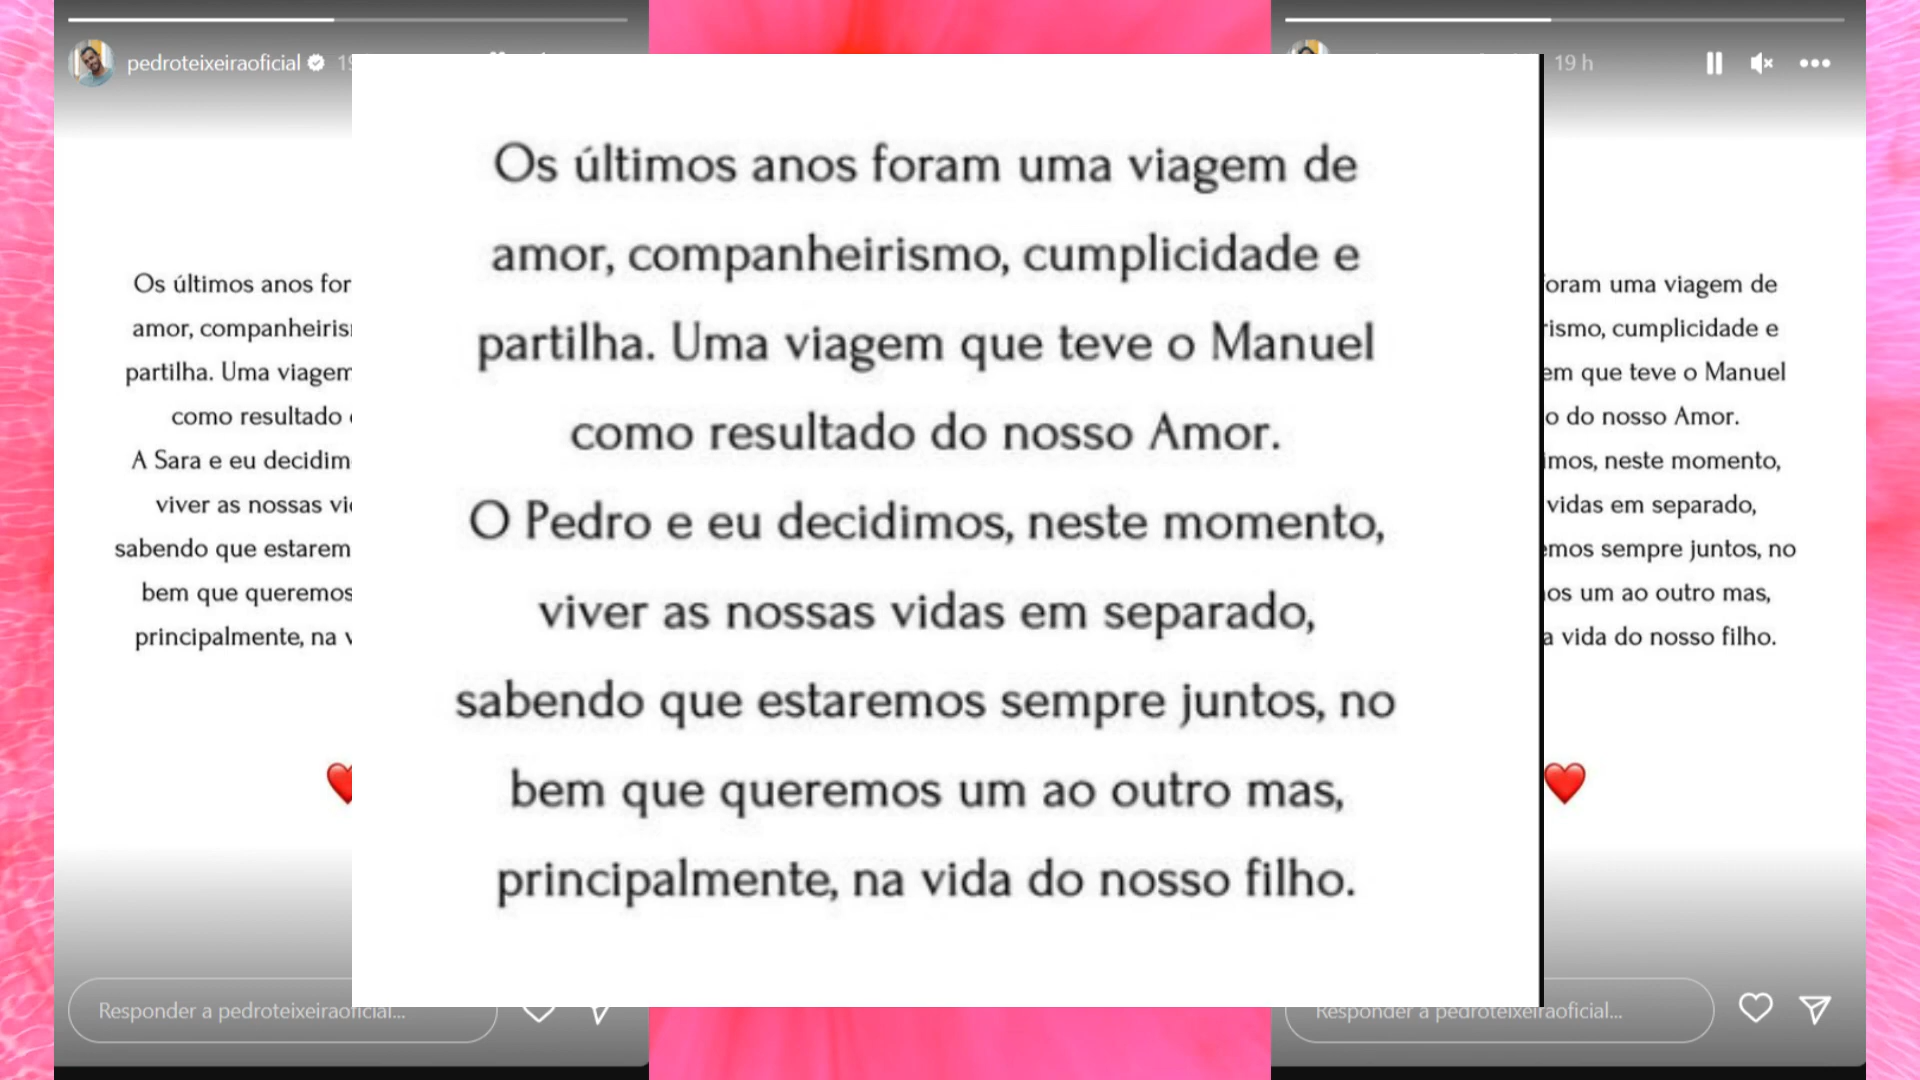 pedroteixeiraoficial
Os últimos anos for
amor, companheiris
partilha. Uma viagem
como resultado
A Sara e eu decidim
viver as nossas vi
sabendo que estarem
bem que queremos
principalmente, na v
Responder a pedroteixeiraoficial...
Os últimos anos foram uma viagem de
amor, companheirismo, cumplicidade e
partilha. Uma viagem que teve o Manuel
como resultado do nosso Amor.
O Pedro e eu decidimos, neste momento,
viver as nossas vidas em separado,
sabendo que estaremos sempre juntos, no
bem que queremos um ao outro mas,
principalmente, na vida do nosso filho.
19 h
oram uma viagem de
rismo, cumplicidade e
em que teve o Manuel
o do nosso Amor.
imos, neste momento,
vidas em separado,
emos sempre juntos, no
os um ao outro mas,
a vida do nosso filho.
Responder a pedroteixeiraoficial...